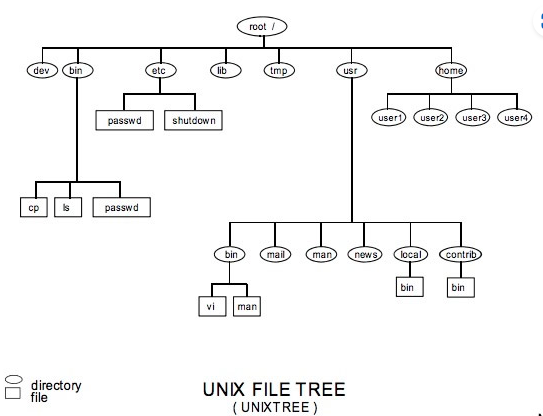 root /
dev bin etc lib tmp usr home
passwd shutdown user1 user2 user3 user4
cp ls passwd
bin mail man news local contrib
bin bin
vi man
directory
file
UNIX FILE TREE
( UNIXTREE )